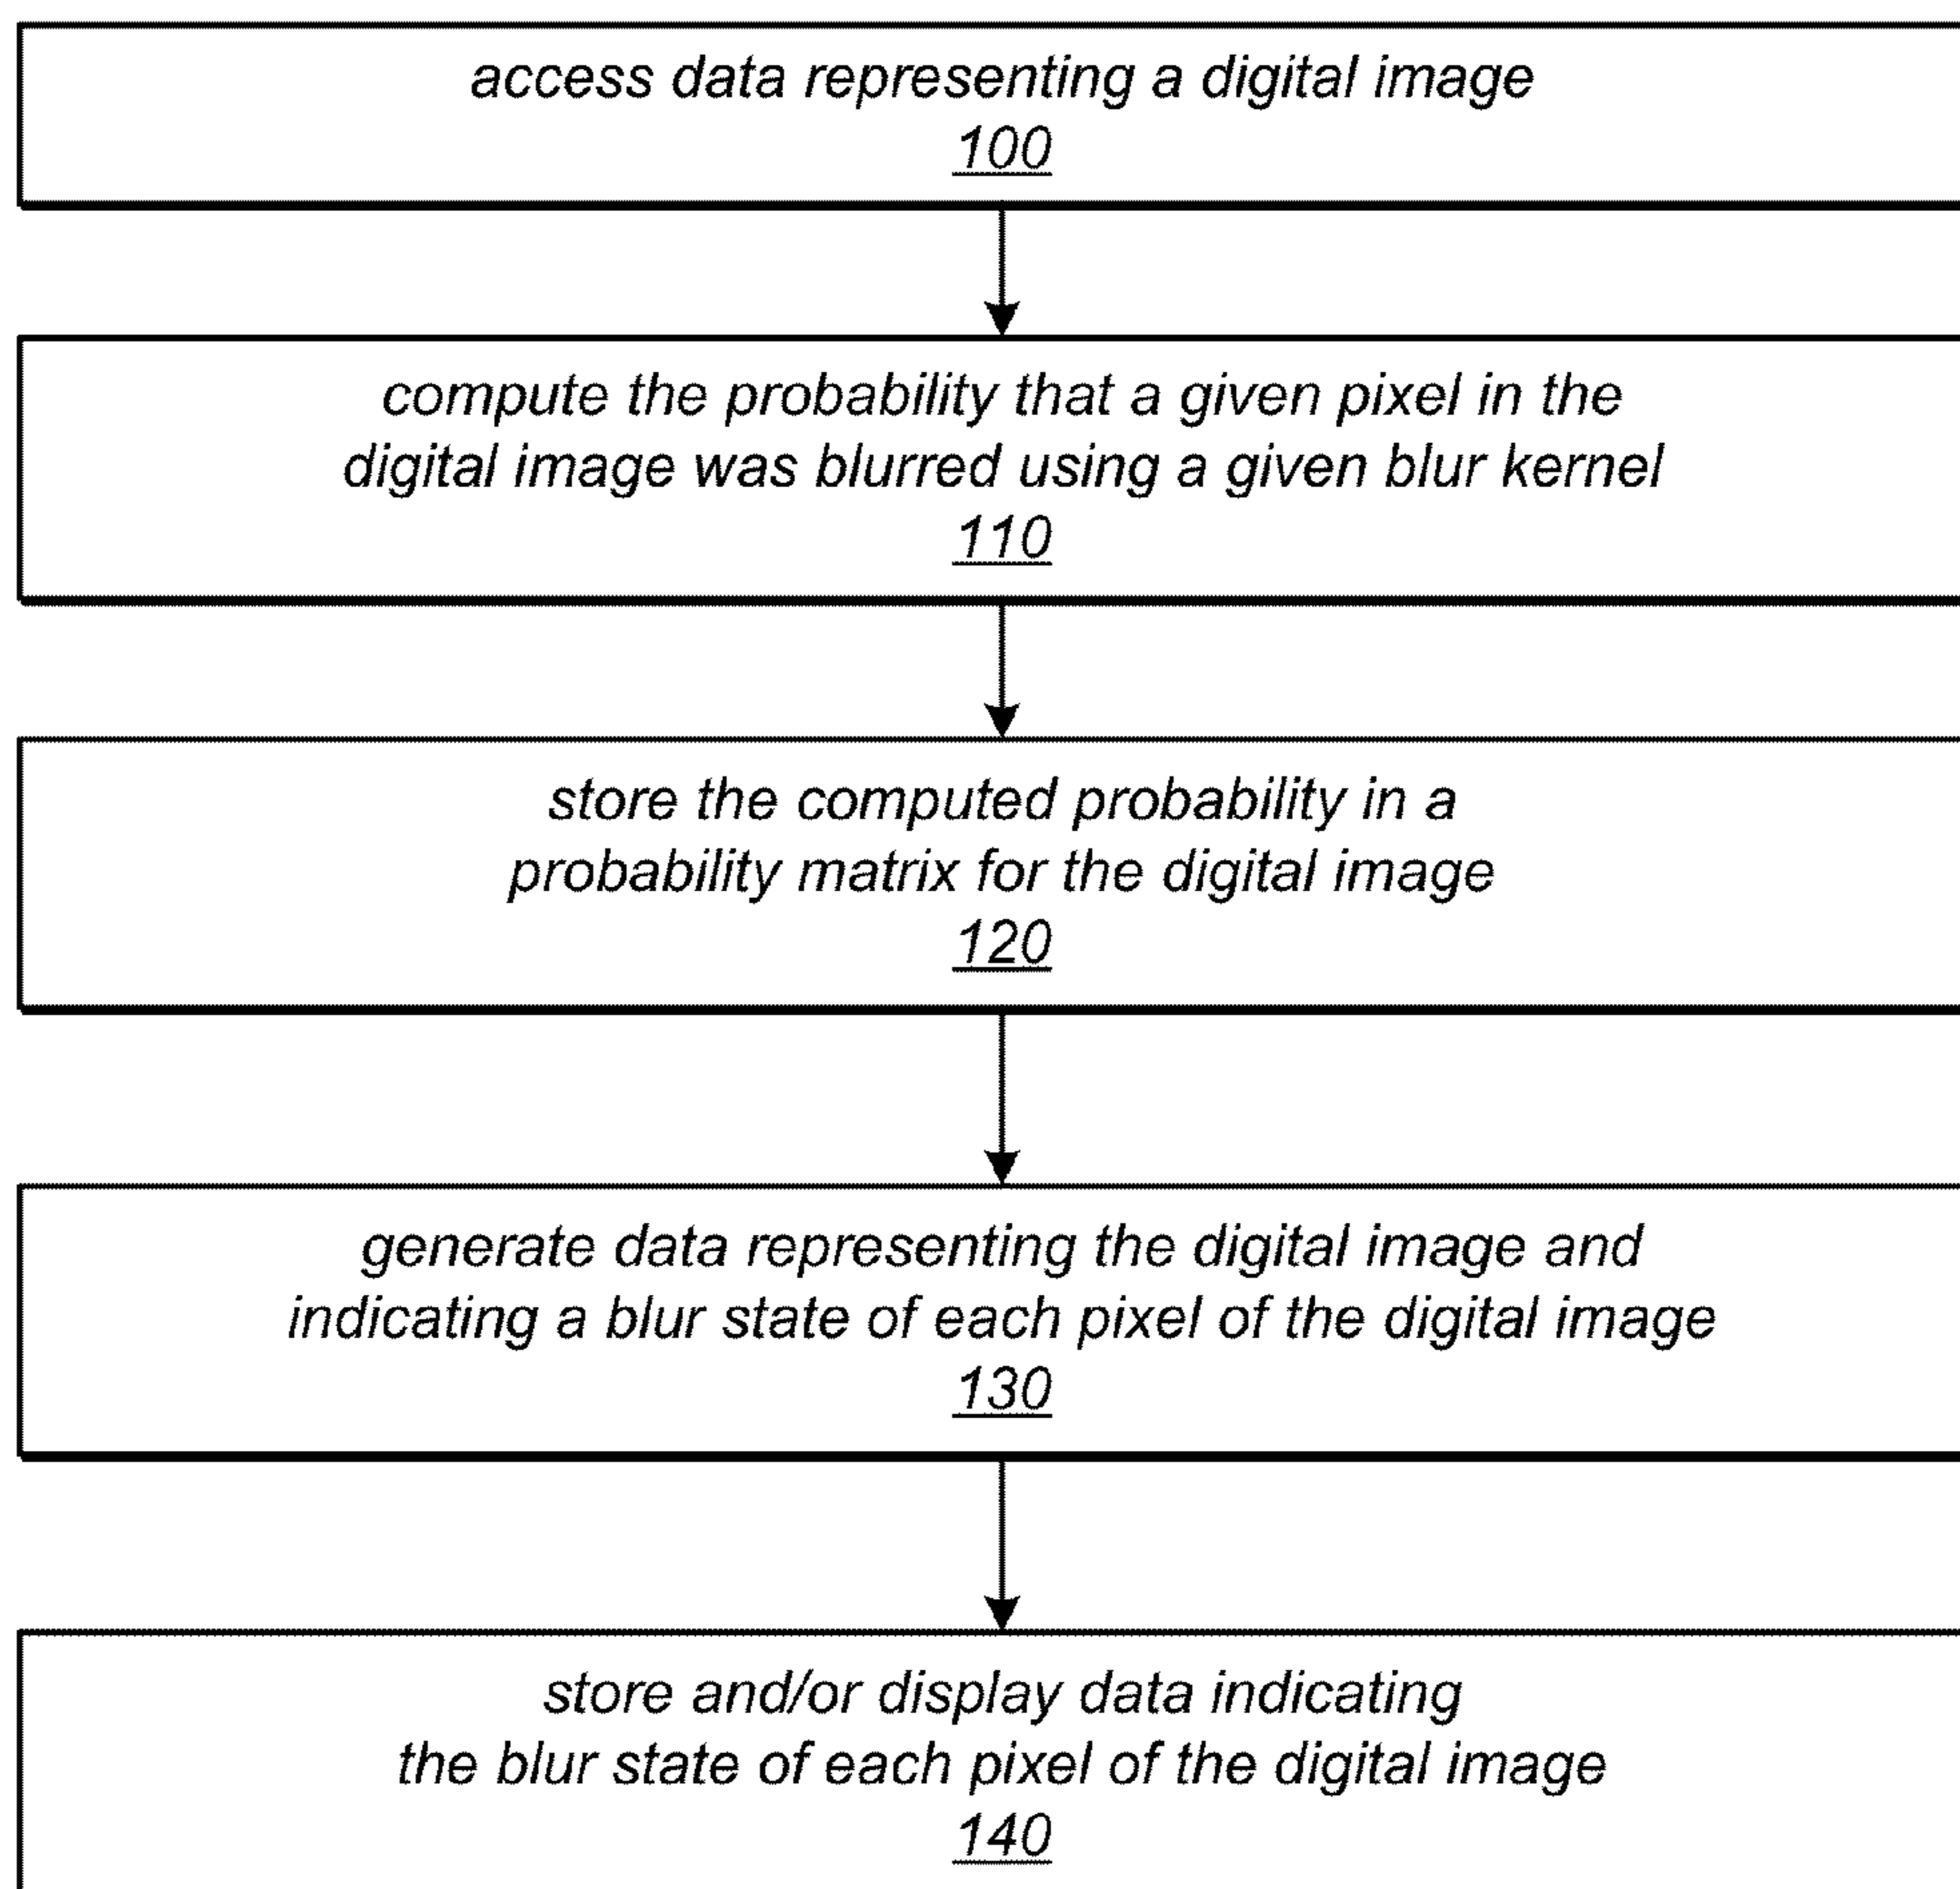 access data representing a digital image
100
compute the probability that a given pixel in the
digital image was blurred using a given blur kernel
110
store the computed probability in a
probability matrix for the digital image
120
generate data representing the digital image and
indicating a blur state of each pixel of the digital image
130
store and/or display data indicating
the blur state of each pixel of the digital image
140